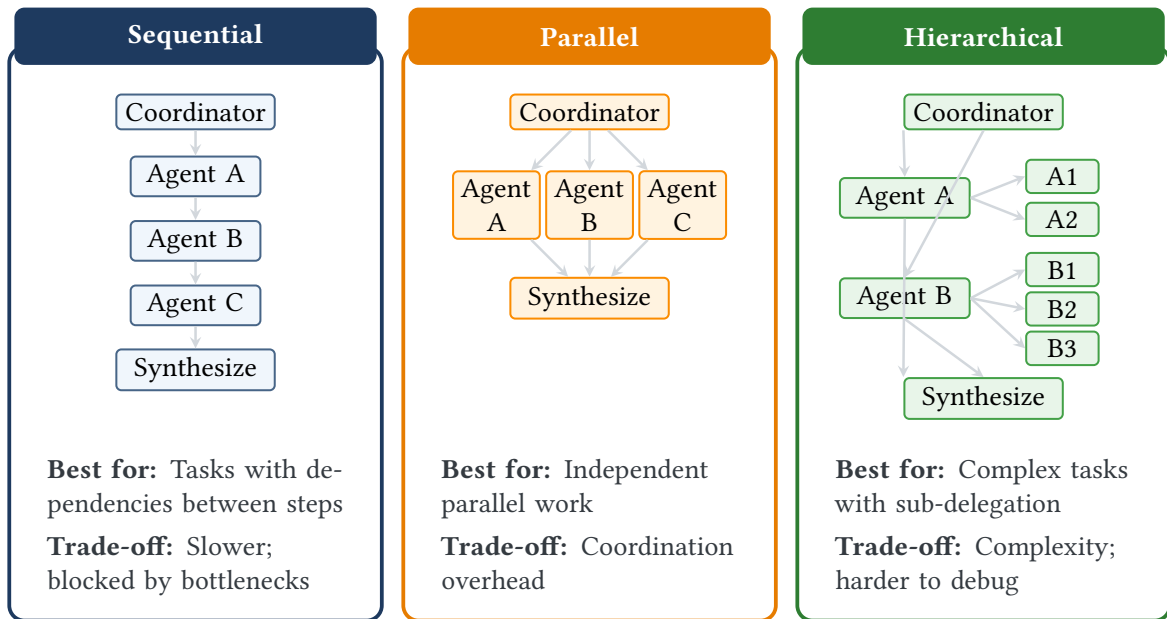 Sequential
Coordinator
Agent A
Agent B
Agent C
Synthesize
Best for: Tasks with de-
pendencies between steps
Trade-off: Slower;
blocked by bottlenecks
Parallel
Coordinator
Agent
A
Agent
B
Agent
C
Synthesize
Best for: Independent
parallel work
Trade-off: Coordination
overhead
Hierarchical
Coordinator
Agent A
A1
A2
Agent B
B1
B2
B3
Synthesize
Best for: Complex tasks
with sub-delegation
Trade-off: Complexity;
harder to debug